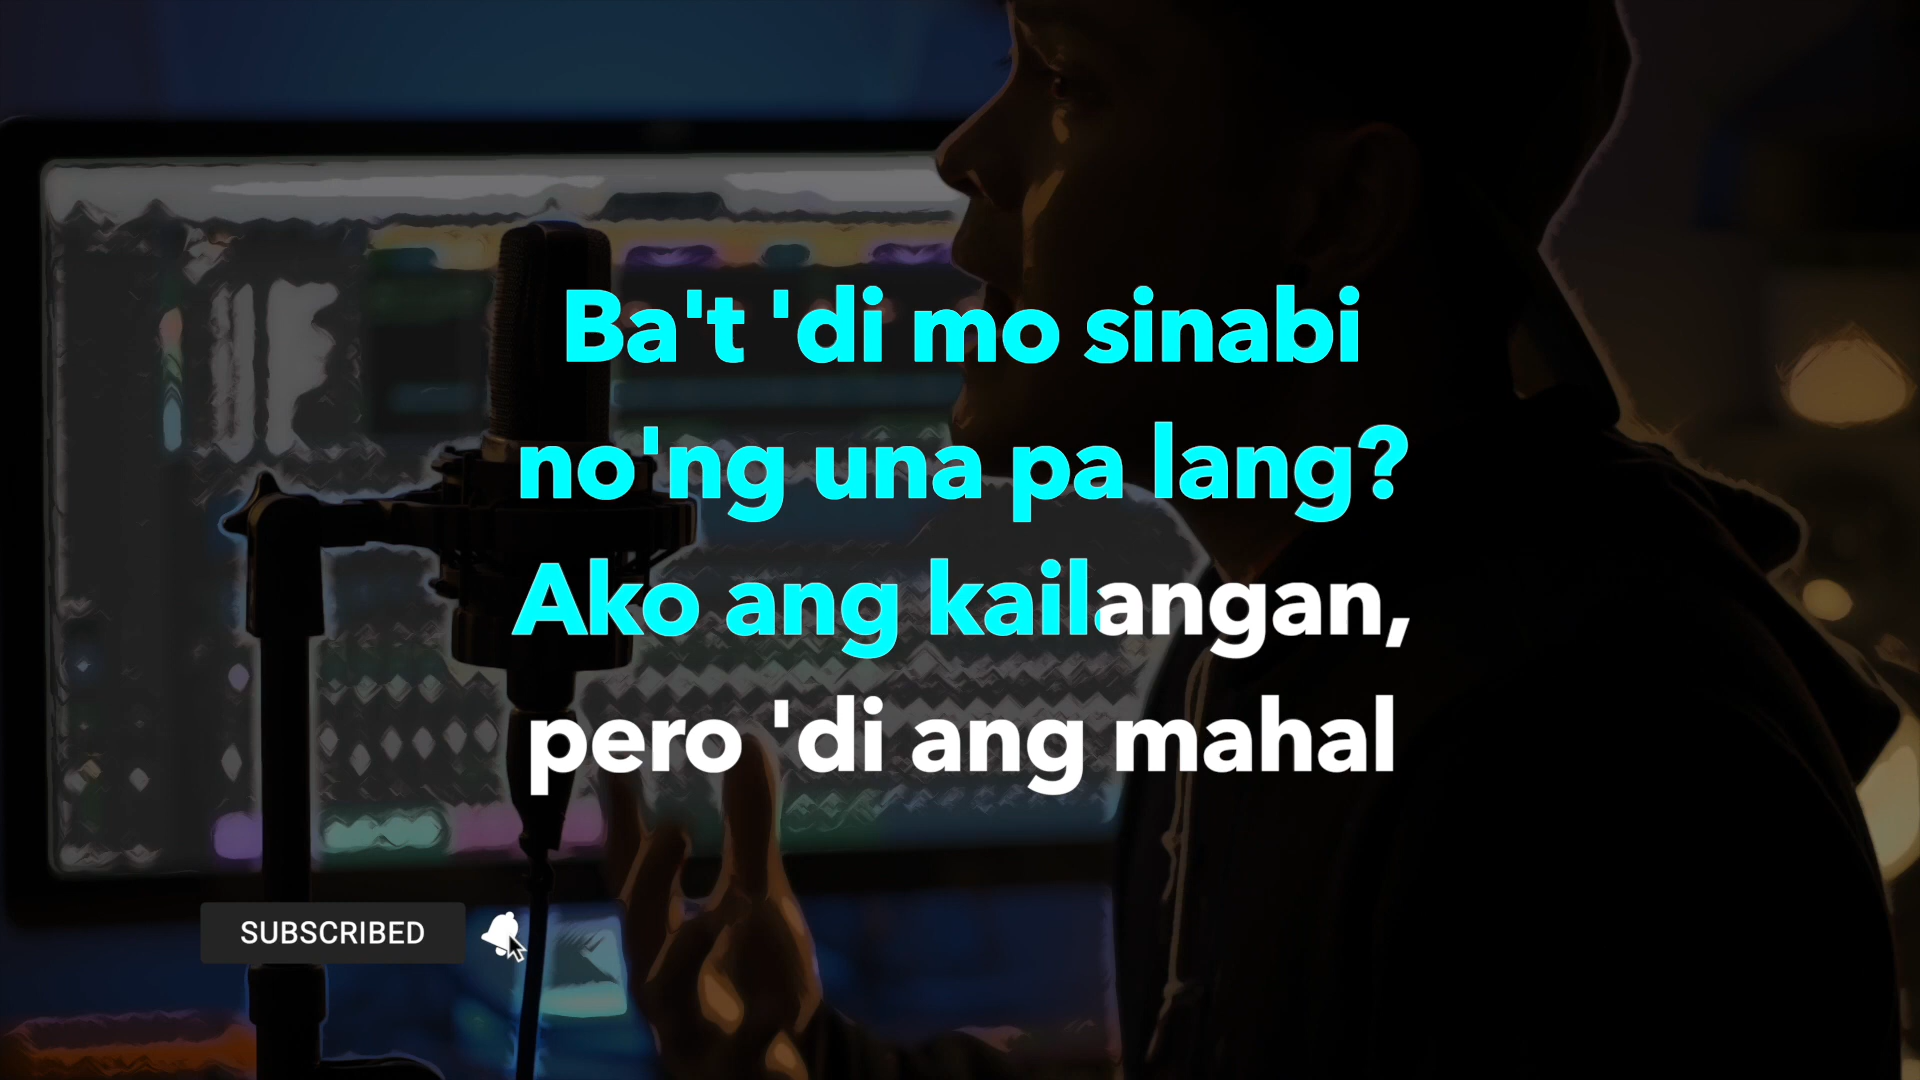 Ba't 'di mo sinabi
no'ng una pa lang?
Ako ang kailangan,
pero 'di ang mahal
SUBSCRIBED